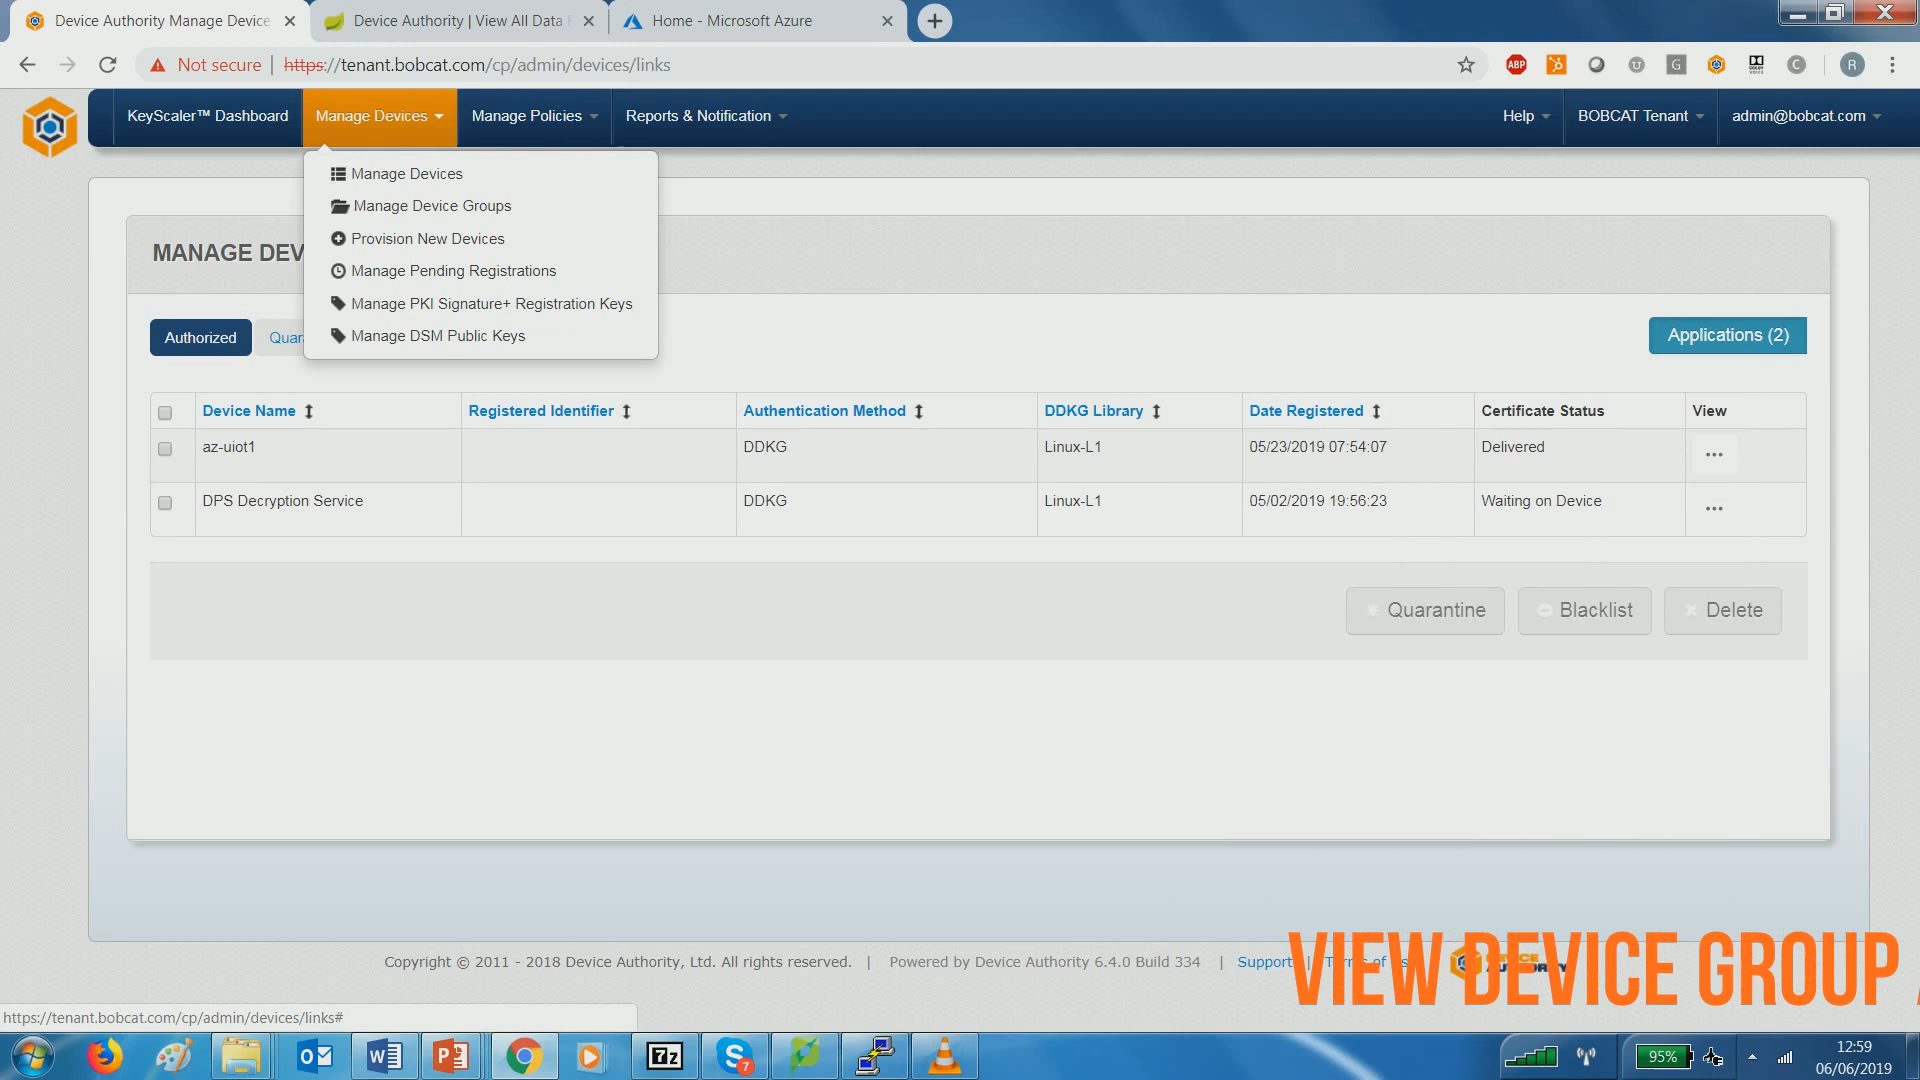 Device Authority Manage Device
Device Authority | View All Data
Home - Microsoft Azure
Not secure | https://tenant.bobcat.com/cp/admin/devices/links
ABP
U
G
C
R
KeyScaler™ Dashboard
Manage Devices
Manage Policies
Reports & Notification
Help
BOBCAT Tenant
admin@bobcat.com
Manage Devices
Manage Device Groups
Provision New Devices
Manage Pending Registrations
Manage PKI Signature+ Registration Keys
Manage DSM Public Keys
MANAGE DEV
Authorized
Quar
Applications (2)
Device Name Registered Identifier Authentication Method DDKG Library Date Registered Certificate Status View
az-uiot1 DDKG Linux-L1 05/23/2019 07:54:07 Delivered ...
DPS Decryption Service DDKG Linux-L1 05/02/2019 19:56:23 Waiting on Device ...
Quarantine
Blacklist
Delete
VIEW DEVICE GROUP
Copyright © 2011 - 2018 Device Authority, Ltd. All rights reserved. | Powered by Device Authority 6.4.0 Build 334 | Support | Terms of
https://tenant.bobcat.com/cp/admin/devices/links#
7z
7
95%
12:59
06/06/2019